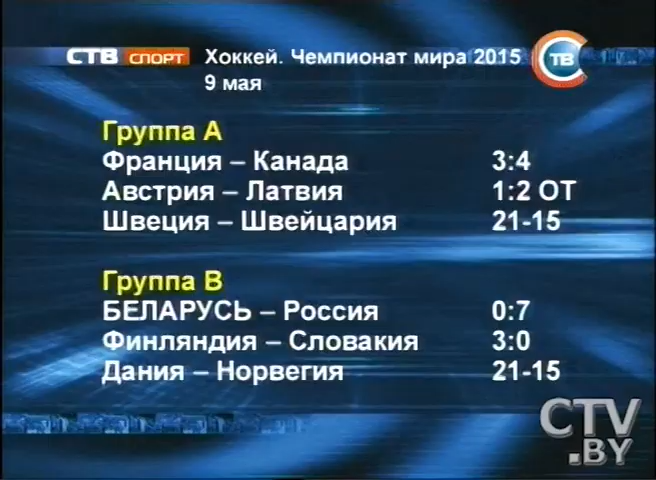 СТВ СПОРТ
Хоккей. Чемпионат мира 2015
9 мая
ТВ
Группа А
Франция – Канада 3:4
Австрия – Латвия 1:2 ОТ
Швеция – Швейцария 21-15
Группа В
БЕЛАРУСЬ – Россия 0:7
Финляндия – Словакия 3:0
Дания – Норвегия 21-15
CTV
.BY